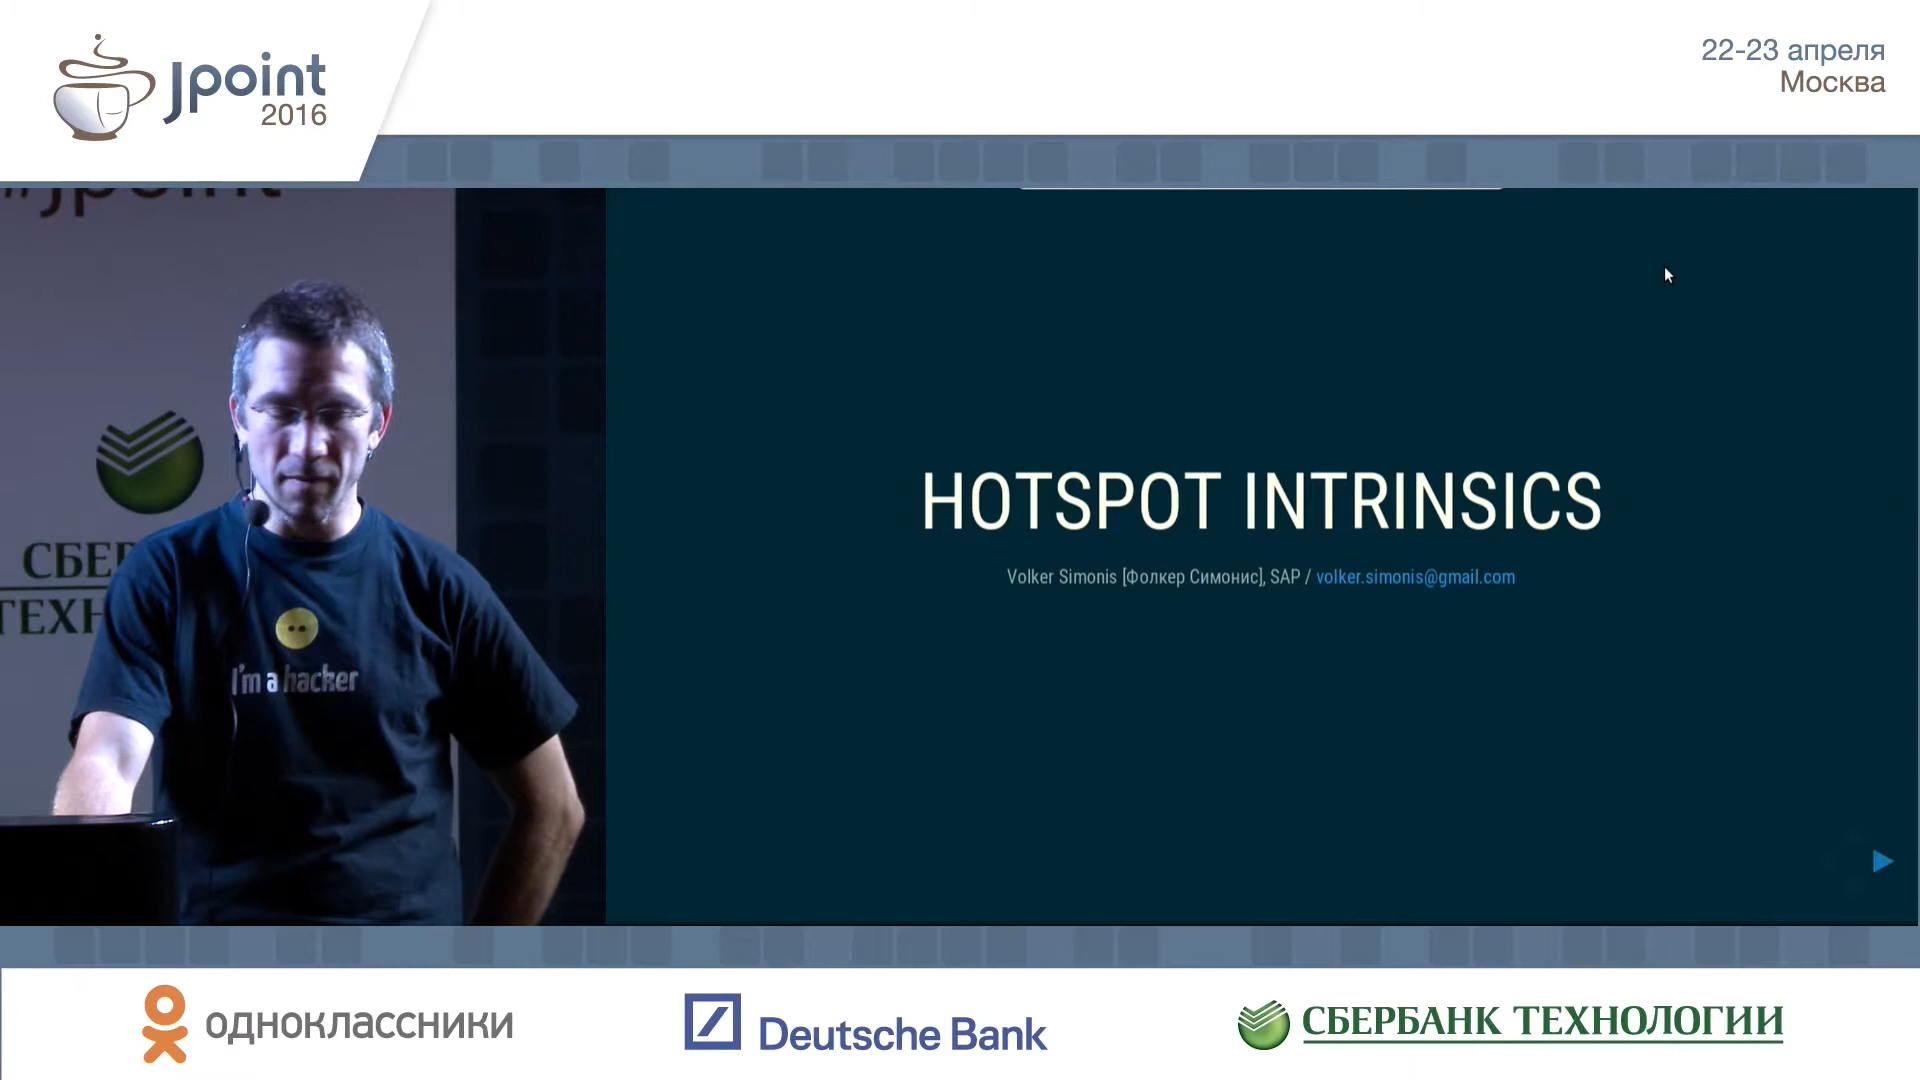 Jpoint
2016
22-23 апреля
Москва
HOTSPOT INTRINSICS
Volker Simonis [Фолкер Симонис], SAP / volker.simonis@gmail.com
#Jpoint
I'm a hacker
одноклассники
Deutsche Bank
СБЕРБАНК ТЕХНОЛОГИИ